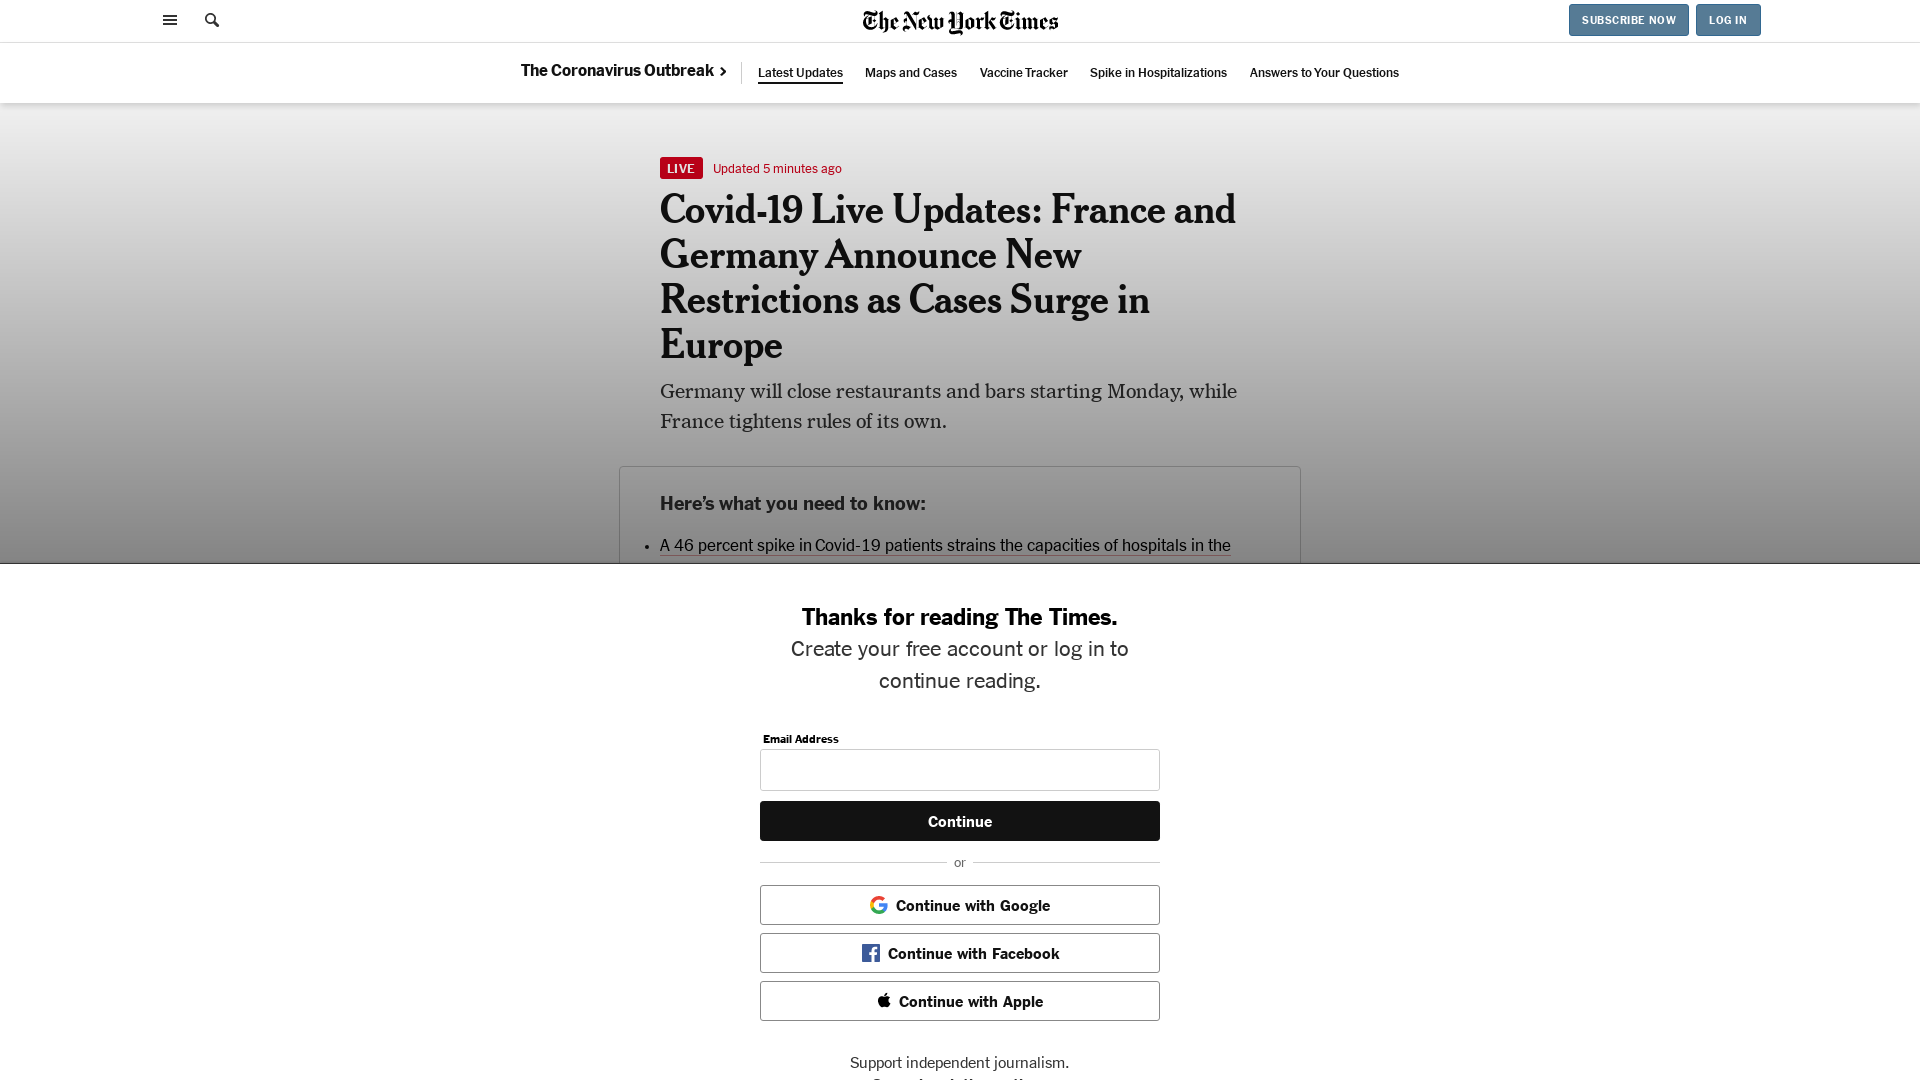 The New York Times
SUBSCRIBE NOW
LOG IN
The Coronavirus Outbreak
Latest Updates
Maps and Cases
Vaccine Tracker
Spike in Hospitalizations
Answers to Your Questions
LIVE Updated 5 minutes ago
Covid-19 Live Updates: France and
Germany Announce New
Restrictions as Cases Surge in
Europe
Germany will close restaurants and bars starting Monday, while
France tightens rules of its own.
Here’s what you need to know:
• A 46 percent spike in Covid-19 patients strains the capacities of hospitals in the
Thanks for reading The Times.
Create your free account or log in to
continue reading.
Email Address
Continue
or
Continue with Google
Continue with Facebook
Continue with Apple
Support independent journalism.